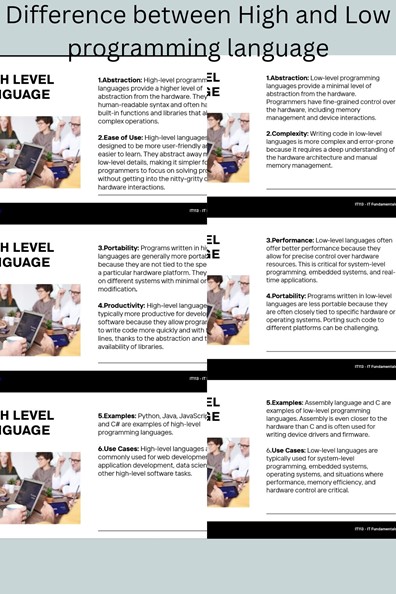 Difference between High and Low
programming language
H LEVEL
GUAGE
1.Abstraction: High-level programm
languages provide a higher level of
abstraction from the hardware. They
human-readable syntax and often ha
built-in functions and libraries that al
complex operations.
2.Ease of Use: High-level languages
designed to be more user-friendly a
easier to learn. They abstract away m
low-level details, making it simpler fo
programmers to focus on solving pro
without getting into the nitty-gritty o
hardware interactions.
EL
GE
1.Abstraction: Low-level programming
languages provide a minimal level of
abstraction from the hardware.
Programmers have fine-grained control over
the hardware, including memory
management and device interactions.
2.Complexity: Writing code in low-level
languages is more complex and error-prone
because it requires a deep understanding of
the hardware architecture and manual
memory management.
IT113 - IT Fundamentals
H LEVEL
GUAGE
3.Portability: Programs written in hi
languages are generally more portab
because they are not tied to the spe
a particular hardware platform. They
on different systems with minimal or
modification.
4.Productivity: High-level language
typically more productive for develop
software because they allow program
to write code more quickly and with f
lines, thanks to the abstraction and t
availability of libraries.
EL
GE
3.Performance: Low-level languages often
offer better performance because they
allow for precise control over hardware
resources. This is critical for system-level
programming, embedded systems, and real-
time applications.
4.Portability: Programs written in low-level
languages are less portable because they
are often closely tied to specific hardware or
operating systems. Porting such code to
different platforms can be challenging.
IT113 - IT Fundamentals
H LEVEL
GUAGE
5.Examples: Python, Java, JavaScrip
and C# are examples of high-level
programming languages.
6.Use Cases: High-level languages a
commonly used for web developmen
application development, data scien
other high-level software tasks.
EL
GE
5.Examples: Assembly language and C are
examples of low-level programming
languages. Assembly is even closer to the
hardware than C and is often used for
writing device drivers and firmware.
6.Use Cases: Low-level languages are
typically used for system-level
programming, embedded systems,
operating systems, and situations where
performance, memory efficiency, and
hardware control are critical.
IT113 - IT Fundamentals